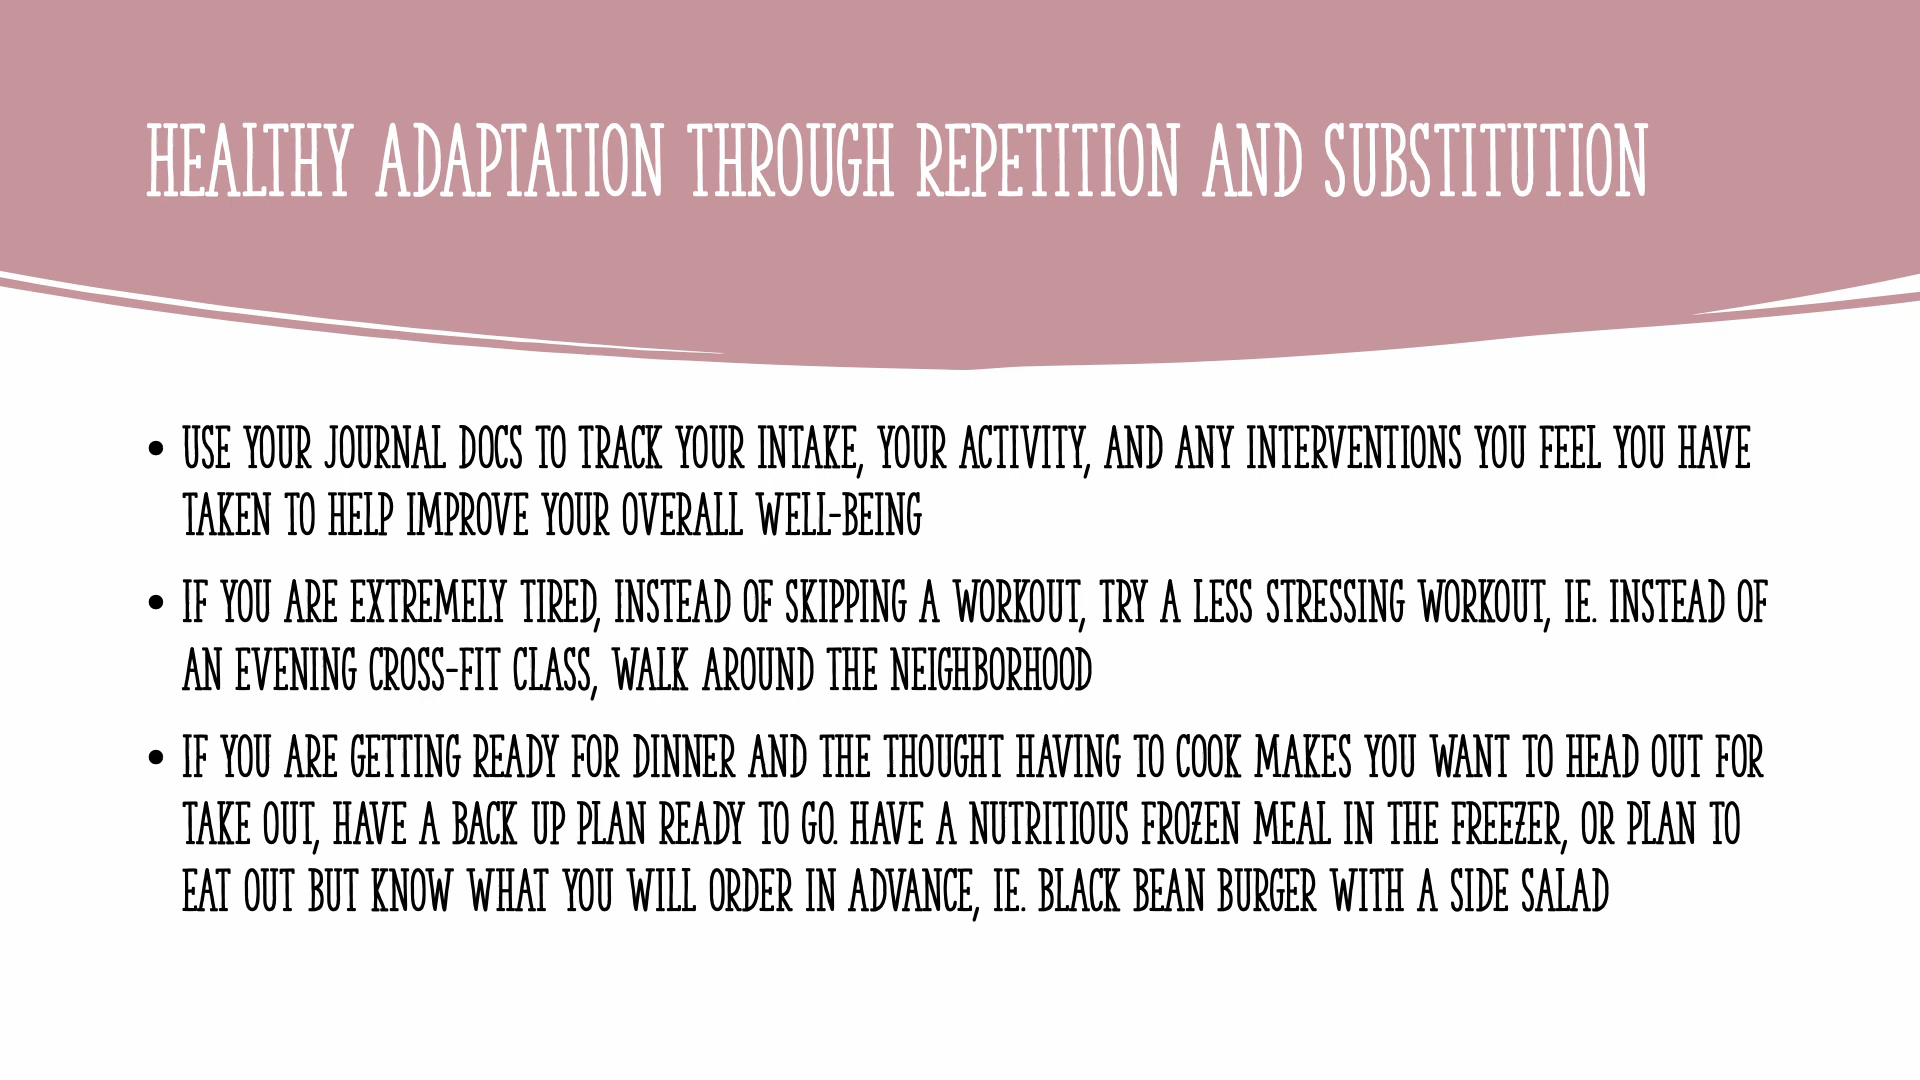 HEALTHY ADAPTATION THROUGH REPETITION AND SUBSTITUTION
• USE YOUR JOURNAL DOCS TO TRACK YOUR INTAKE, YOUR ACTIVITY, AND ANY INTERVENTIONS YOU FEEL YOU HAVE
TAKEN TO HELP IMPROVE YOUR OVERALL WELL-BEING
• IF YOU ARE EXTREMELY TIRED, INSTEAD OF SKIPPING A WORKOUT, TRY A LESS STRESSING WORKOUT, IE. INSTEAD OF
AN EVENING CROSS-FIT CLASS, WALK AROUND THE NEIGHBORHOOD
• IF YOU ARE GETTING READY FOR DINNER AND THE THOUGHT HAVING TO COOK MAKES YOU WANT TO HEAD OUT FOR
TAKE OUT, HAVE A BACK UP PLAN READY TO GO. HAVE A NUTRITIOUS FROZEN MEAL IN THE FREEZER, OR PLAN TO
EAT OUT BUT KNOW WHAT YOU WILL ORDER IN ADVANCE, IE. BLACK BEAN BURGER WITH A SIDE SALAD